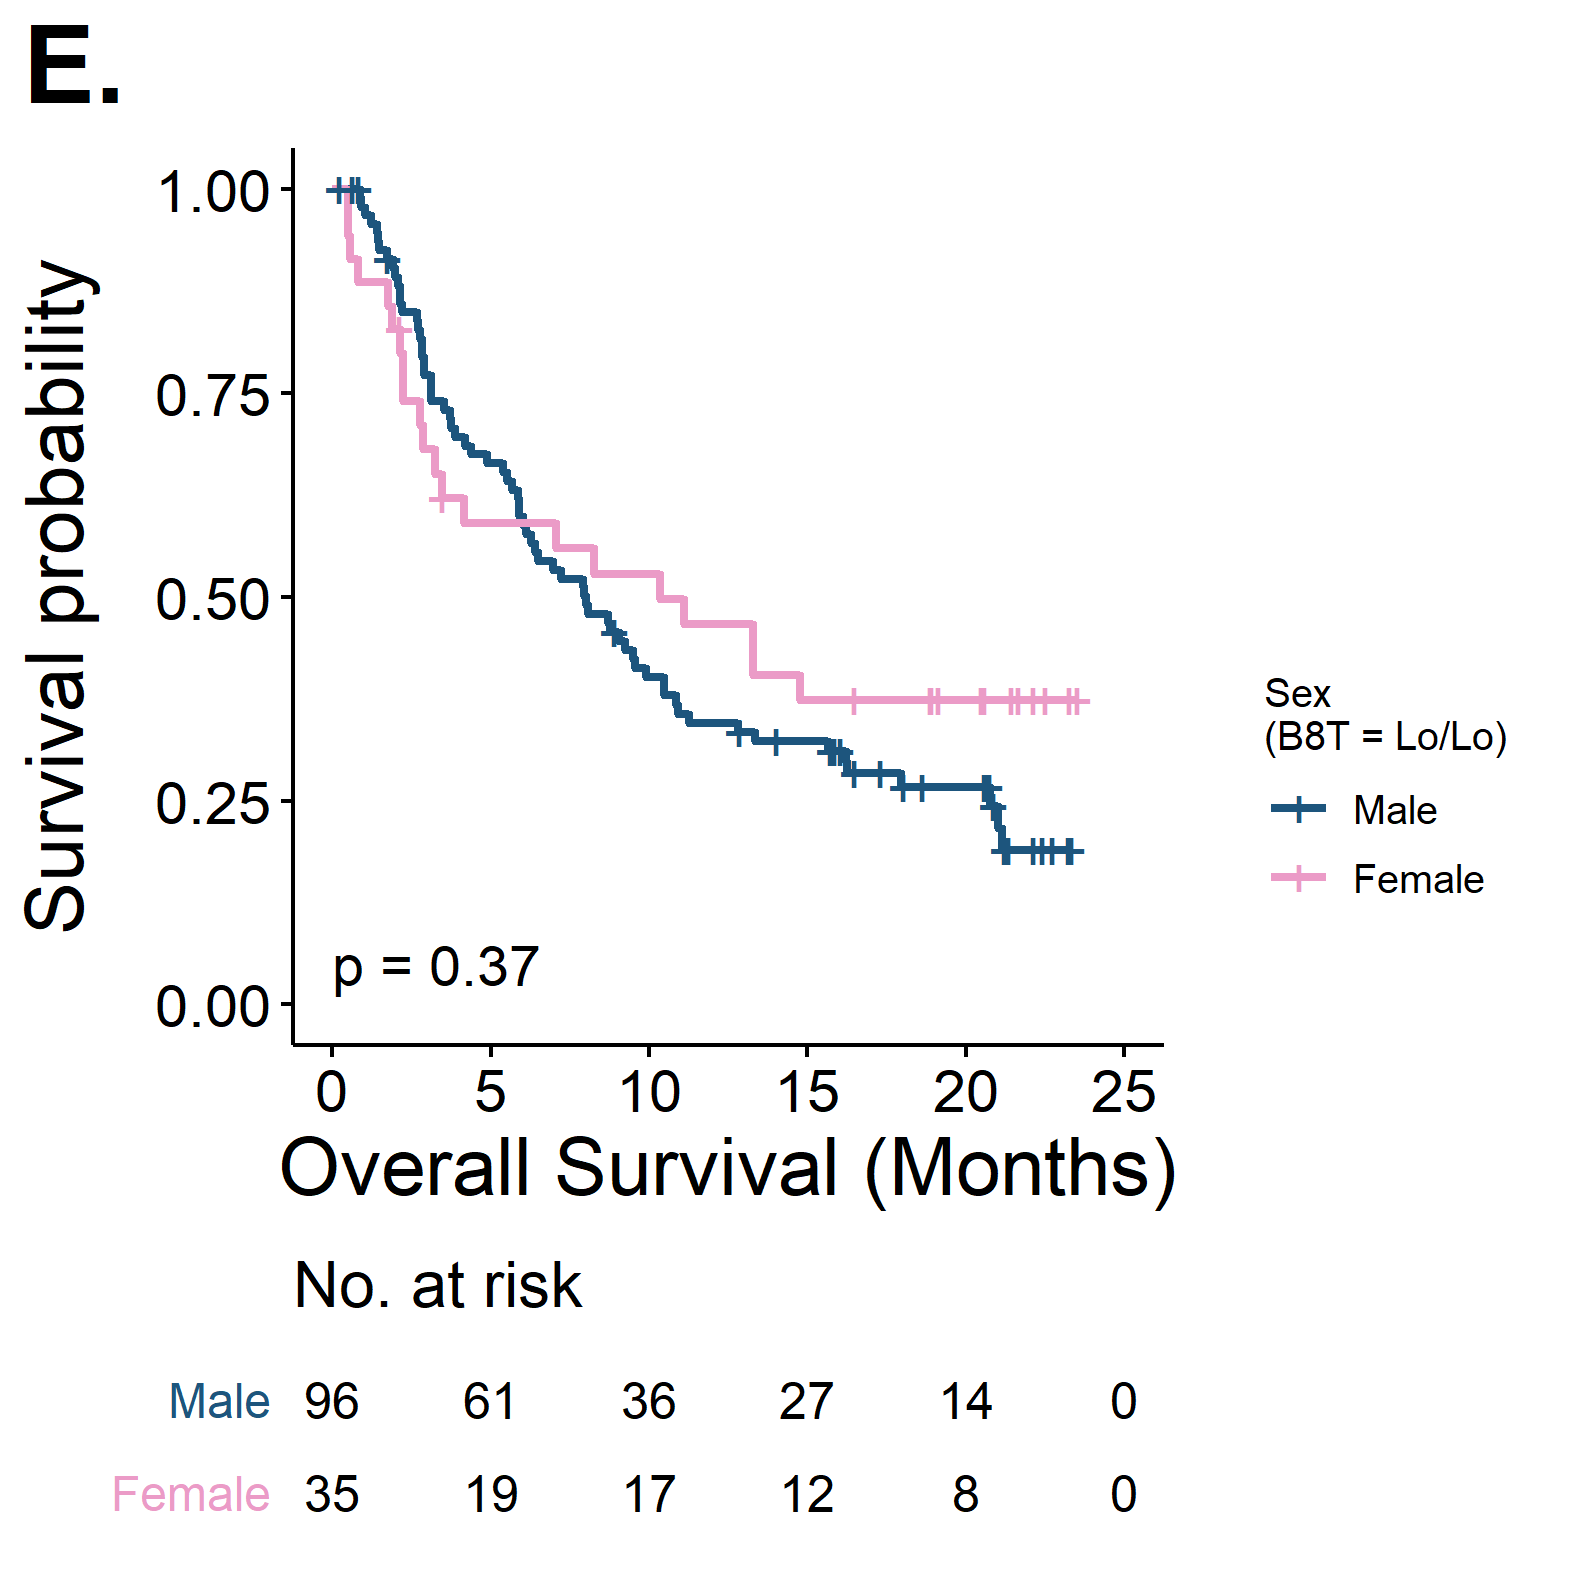 E.
Survival probability
1.00
0.75
0.50
0.25
0.00
p = 0.37
0 5 10 15 20 25
Overall Survival (Months)
Sex
(B8T = Lo/Lo)
Male
Female
No. at risk
Male 96 61 36 27 14 0
Female 35 19 17 12 8 0